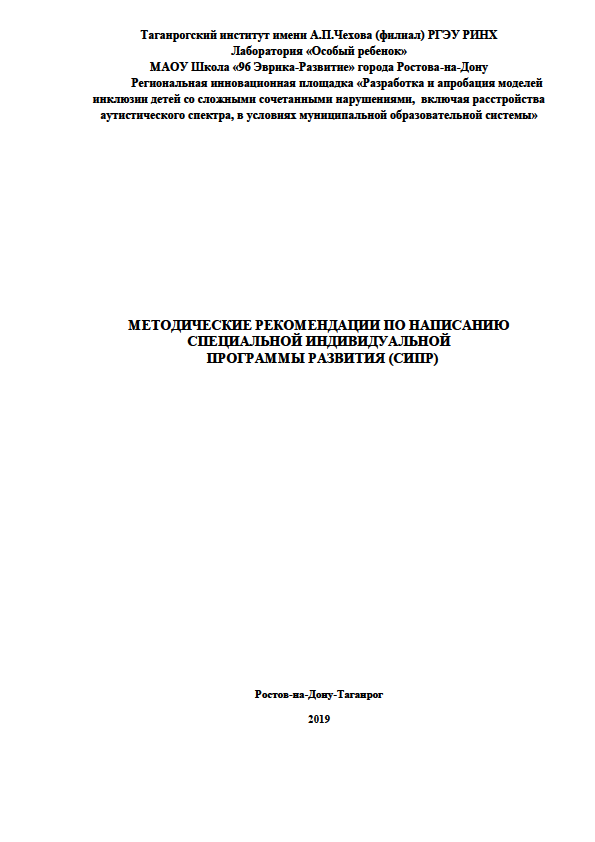 Таганрогский институт имени А.П.Чехова (филиал) РГЭУ РИНХ
Лаборатория «Особый ребенок»
МАОУ Школа «96 Эврика-Развитие» города Ростова-на-Дону
Региональная инновационная площадка «Разработка и апробация моделей
инклюзии детей со сложными сочетанными нарушениями, включая расстройства
аутистического спектра, в условиях муниципальной образовательной системы»
МЕТОДИЧЕСКИЕ РЕКОМЕНДАЦИИ ПО НАПИСАНИЮ
СПЕЦИАЛЬНОЙ ИНДИВИДУАЛЬНОЙ
ПРОГРАММЫ РАЗВИТИЯ (СИПР)
Ростов-на-Дону-Таганрог
2019